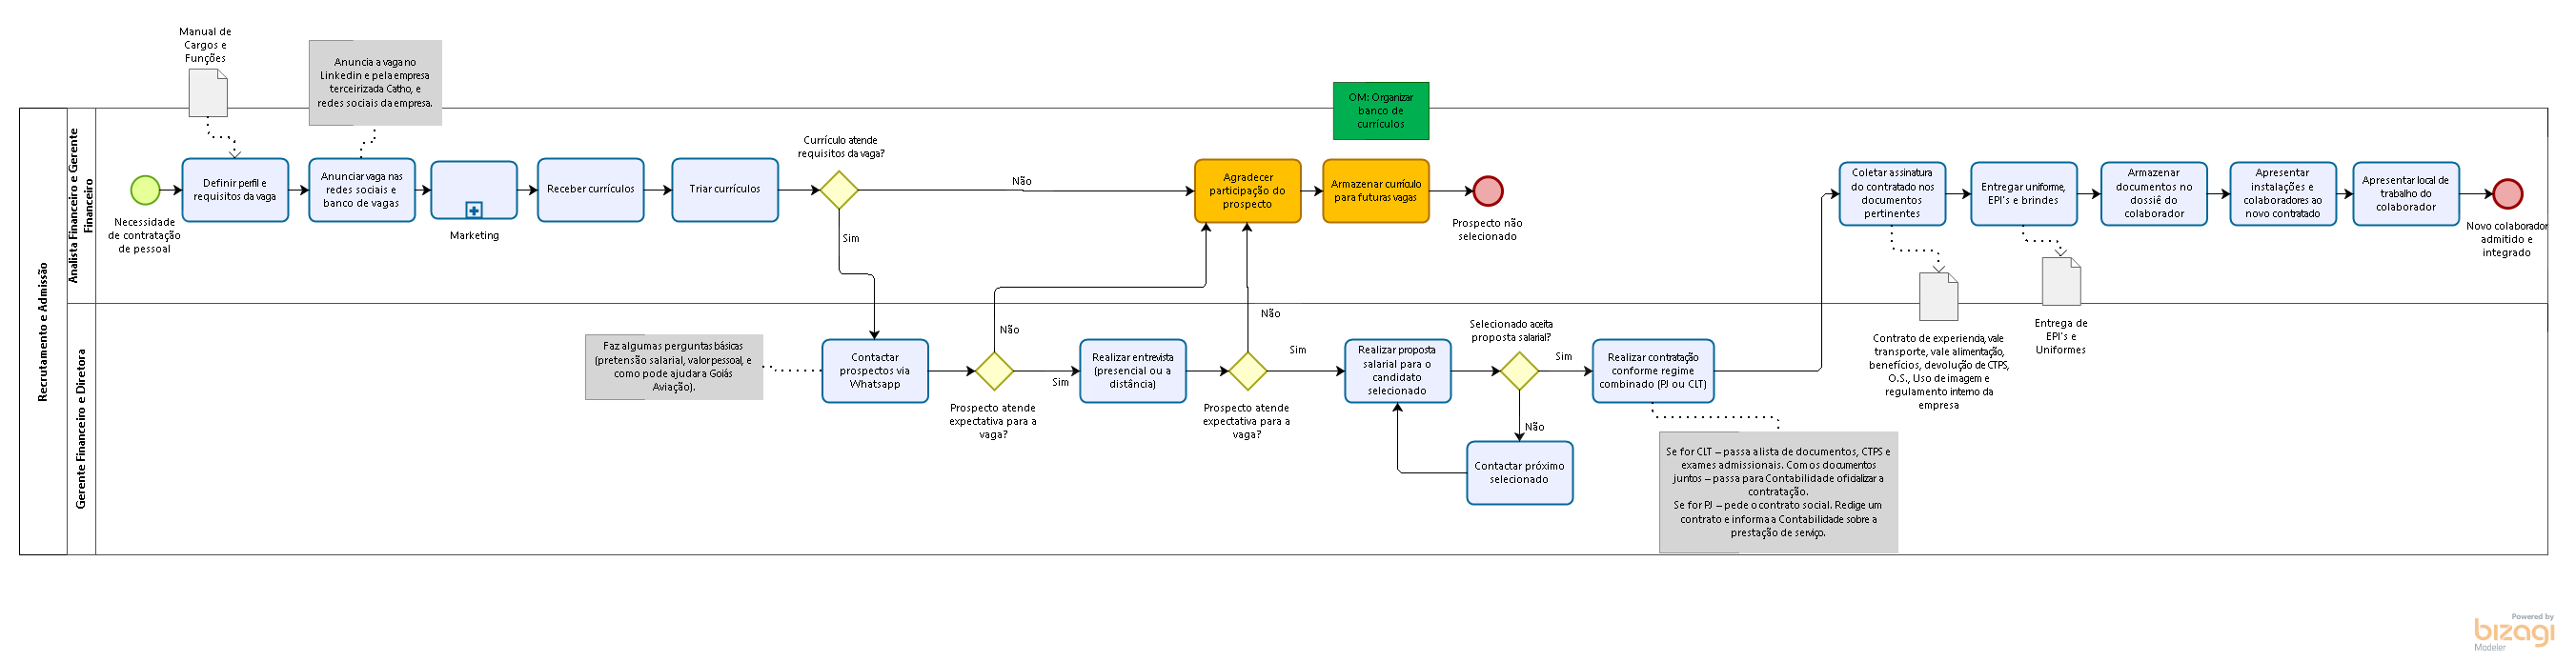 Manual de
Cargos e
Funções
Anuncia a vaga no
Linkedin e pela empresa
terceirizada Catho, e
redes sociais da empresa.
OM: Organizar
banco de
currículos
Recrutamento e Admissão
Analista Financeiro e Gerente
Financeiro
Necessidade
de contratação
de pessoal
Definir perfil e
requisitos da vaga
Anunciar vaga nas
redes sociais e
banco de vagas
Marketing
Receber currículos
Triar currículos
Currículo atende
requisitos da vaga?
Não
Sim
Agradecer
participação do
prospecto
Armazenar currículo
para futuras vagas
Prospecto não
selecionado
Coletar assinatura
do contratado nos
documentos
pertinentes
Entregar uniforme,
EPI's e brindes
Armazenar
documentos no
dossiê do
colaborador
Apresentar
instalações e
colaboradores ao
novo contratado
Apresentar local de
trabalho do
colaborador
Novo colaborador
admitido e
integrado
Contrato de experiencia, vale
transporte, vale alimentação,
benefícios, devolução de CTPS,
O.S., Uso de imagem e
regulamento interno da
empresa
Entrega de
EPI's e
Uniformes
Gerente Financeiro e Diretora
Faz algumas perguntas básicas
(pretensão salarial, valor pessoal, e
como pode ajudar a Goiás
Aviação).
Contactar
prospectos via
Whatsapp
Não
Prospecto atende
expectativa para a
vaga?
Sim
Realizar entrevista
(presencial ou a
distância)
Não
Prospecto atende
expectativa para a
vaga?
Sim
Realizar proposta
salarial para o
candidato
selecionado
Selecionado aceita
proposta salarial?
Sim
Não
Contactar próximo
selecionado
Realizar contratação
conforme regime
combinado (PJ ou CLT)
Se for CLT – passa a lista de documentos, CTPS e
exames admissionais. Com os documentos
juntos – passa para Contabilidade oficializar a
contratação.
Se for PJ – pede o contrato social. Redige um
contrato e informa a Contabilidade sobre a
prestação de serviço.
Powered by
bizagi
Modeler